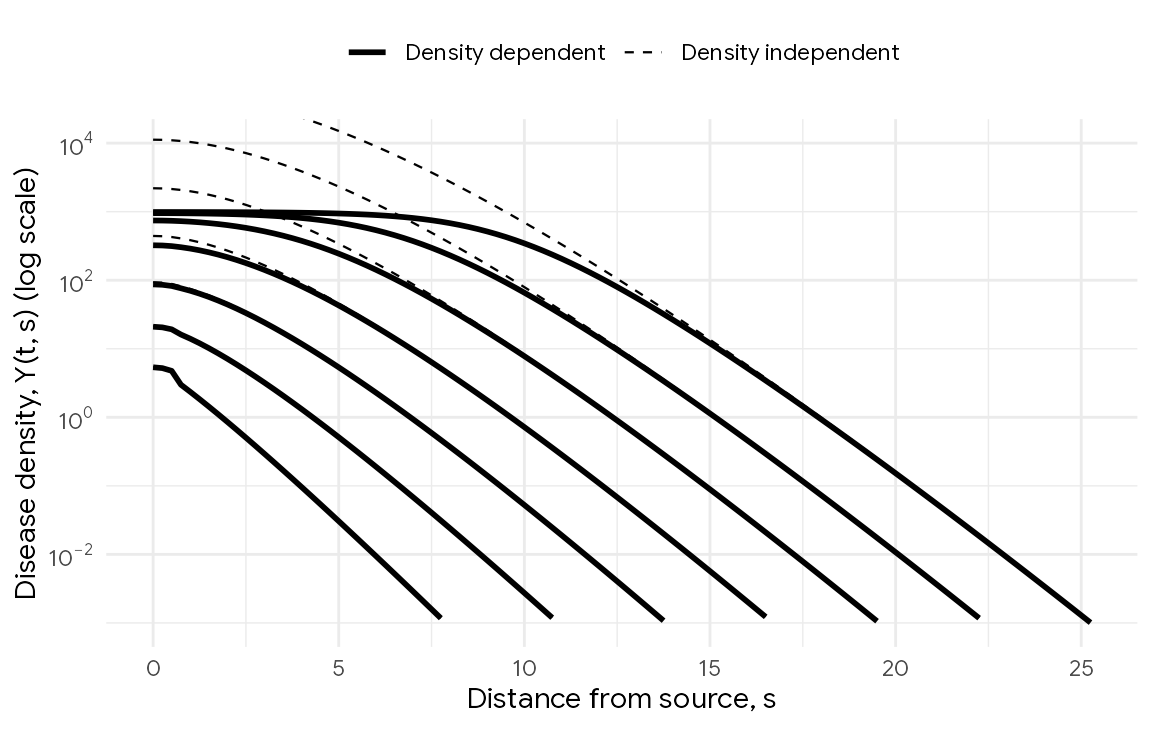 Density dependent Density independent
Disease density, Y(t, s) (log scale)
10^4
10^2
10^0
10^−2
0 5 10 15 20 25
Distance from source, s